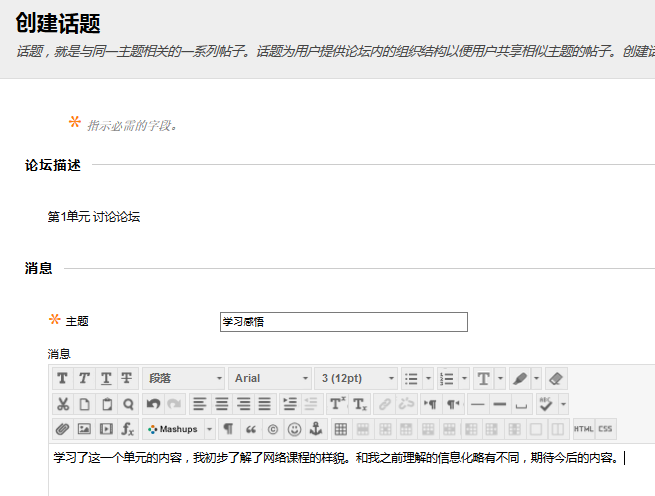 创建话题
话题，就是与同一主题相关的一系列帖子。话题为用户提供论坛内的组织结构以便用户共享相似主题的帖子。创建话
* 指示必需的字段。
论坛描述
第1单元 讨论论坛
消息
* 主题 学习感悟
消息
T T T T 段落 Arial 3 (12pt) T
ABC
fx Mashups ¶ “ © HTML CSS
学习了这一个单元的内容，我初步了解了网络课程的样貌。和我之前理解的信息化略有不同，期待今后的内容。